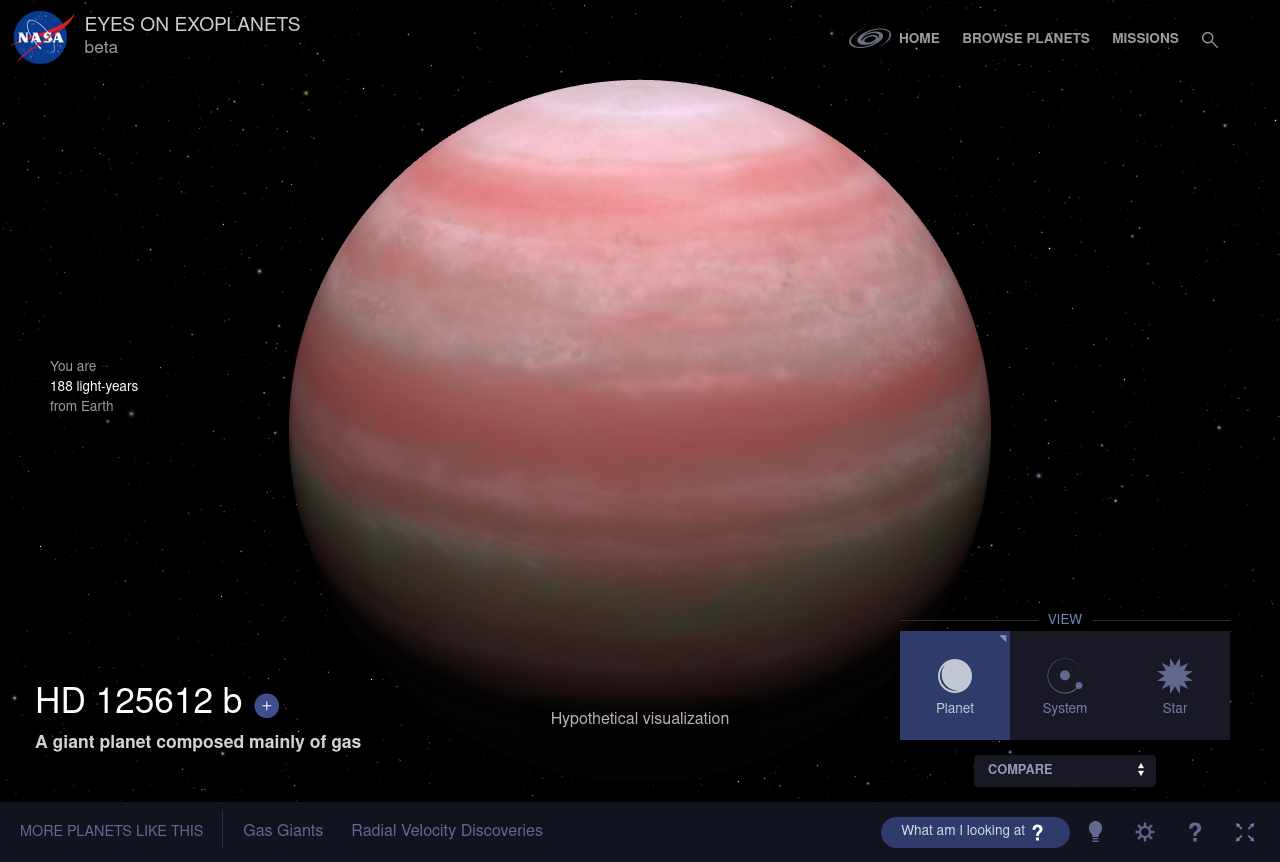 NASA
EYES ON EXOPLANETS
beta
HOME
BROWSE PLANETS
MISSIONS
You are
188 light-years
from Earth
HD 125612 b +
A giant planet composed mainly of gas
Hypothetical visualization
VIEW
Planet
System
Star
COMPARE
MORE PLANETS LIKE THIS
Gas Giants
Radial Velocity Discoveries
What am I looking at ?
?